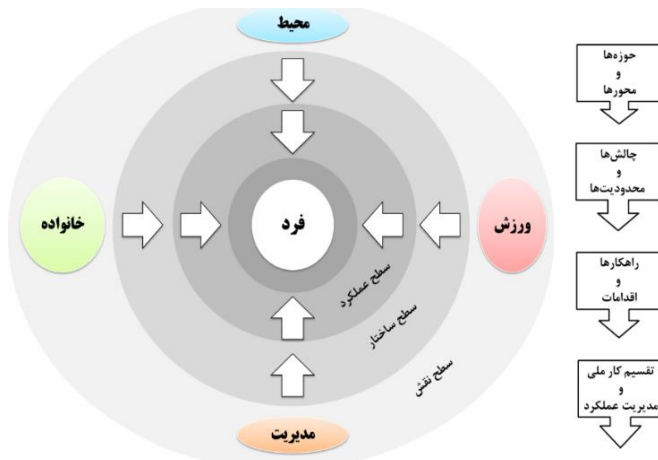 محیط
خانواده
فرد
ورزش
مدیریت
سطح عملکرد
سطح ساختار
سطح نقش
حوزه‌ها
و
محورها
چالش‌ها
و
محدودیت‌ها
راهکارها
و
اقدامات
تقسیم کار ملی
و
مدیریت عملکرد